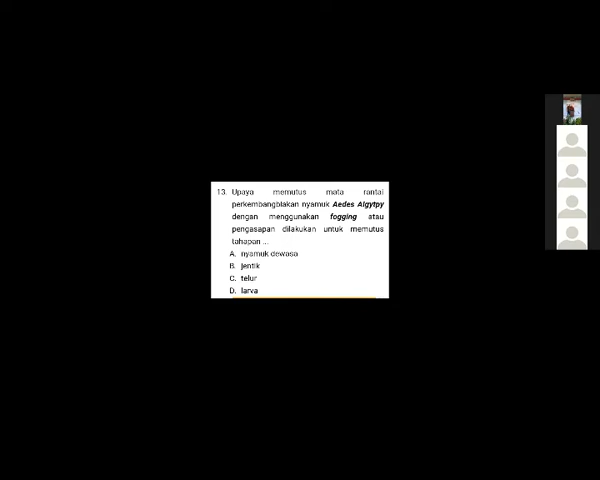 13. Upaya memutus mata rantai
perkembangbiakan nyamuk Aedes Aigytpy
dengan menggunakan fogging atau
pengasapan dilakukan untuk memutus
tahapan ...
A. nyamuk dewasa
B. jentik
C. telur
D. larva